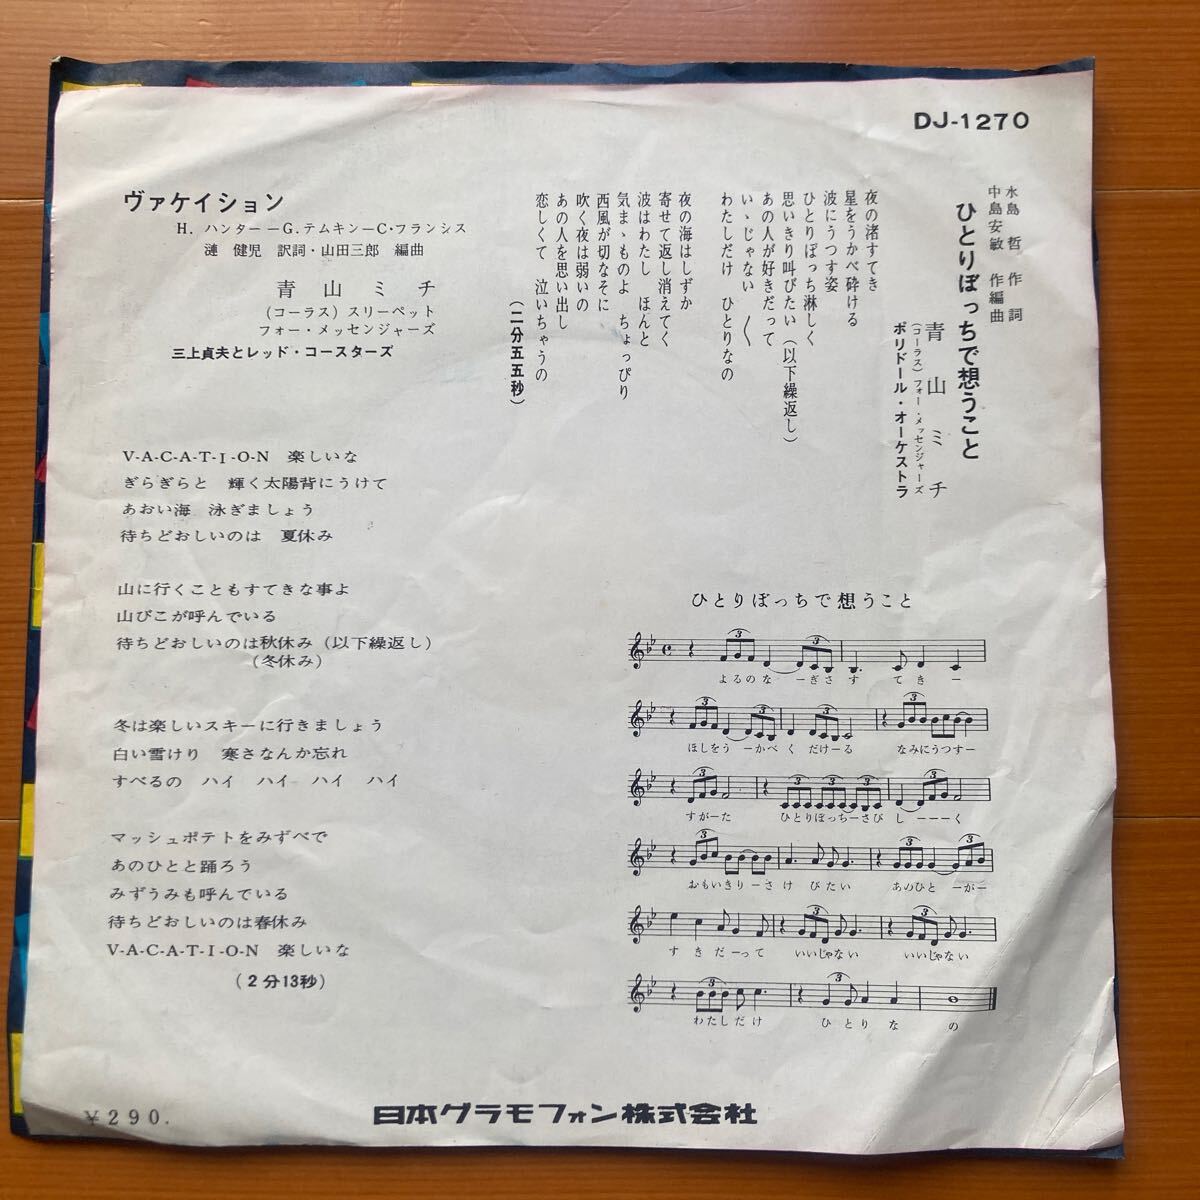 DJ-1270
ヴァケイション
H. ハンター―G. テムキン―C・フランシス
漣 健児 訳詞・山田三郎 編曲
青山ミチ
(コーラス) スリーペット
フォー・メッセンジャーズ
三上貞夫とレッド・コースターズ
V-A-C-A-T-I-O-N 楽しいな
ぎらぎらと 輝く太陽背にうけて
あおい海 泳ぎましょう
待ちどおしいのは 夏休み
山に行くこともすてきな事よ
山びこが呼んでいる
待ちどおしいのは秋休み (以下繰返し)
(冬休み)
冬は楽しいスキーに行きましょう
白い雪けり 寒さなんか忘れ
すべるの ハイ ハイ ハイ ハイ
マッシュポテトをみずべで
あのひとと踊ろう
みずうみも呼んでいる
待ちどおしいのは春休み
V-A-C-A-T-I-O-N 楽しいな
(2分13秒)
水島 哲 作詞
中島安敏 作編曲
ひとりぼっちで想うこと
青山ミチ
(コーラス) フォー・メッセンジャーズ
ポリドール・オーケストラ
夜の渚すてき
星をうかべ砕ける
波にうつす姿
ひとりぼっち淋しく
思いきり叫びたい (以下繰返し)
あの人が好きだって
いゝじゃない 〱
わたしだけ ひとりなの
夜の海はしずか
寄せて返し消えてく
波はわたし ほんと
気まゝものよ ちょっぴり
西風が切なそに
吹く夜は弱いの
あの人を思い出し
恋しくて 泣いちゃうの
(二分五五秒)
ひとりぼっちで想うこと
3 3
よるのな ーぎさす てきー
3 3 3 3
ほしをう ーかべく だけーる なみにうつすー
3 3 3 3 3
すがーた ひとりぼっちーさび しーーーく
3 3 3
おもいきりーさけ びたい あのひとーがー
3 3
すきだーって いいじゃない いいじゃない
3 3
わたしだけ ひとりな の
¥290.
日本グラモフォン株式会社